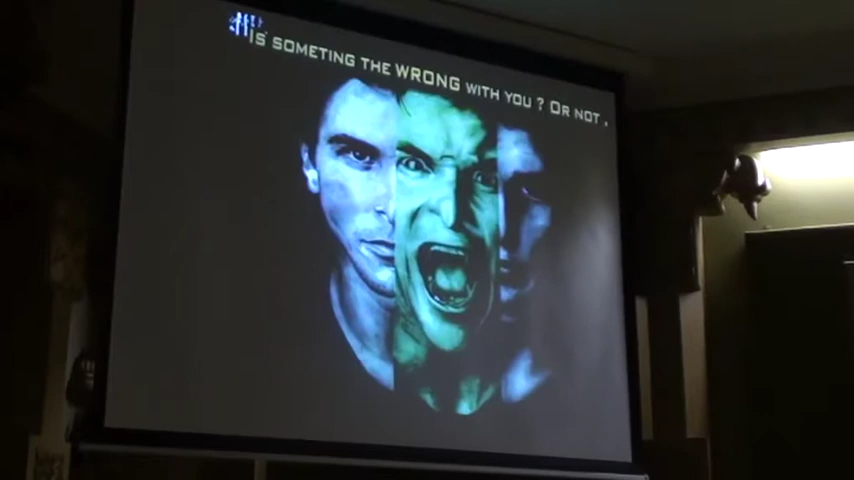 IS SOMETING THE WRONG WITH YOU ? OR NOT .